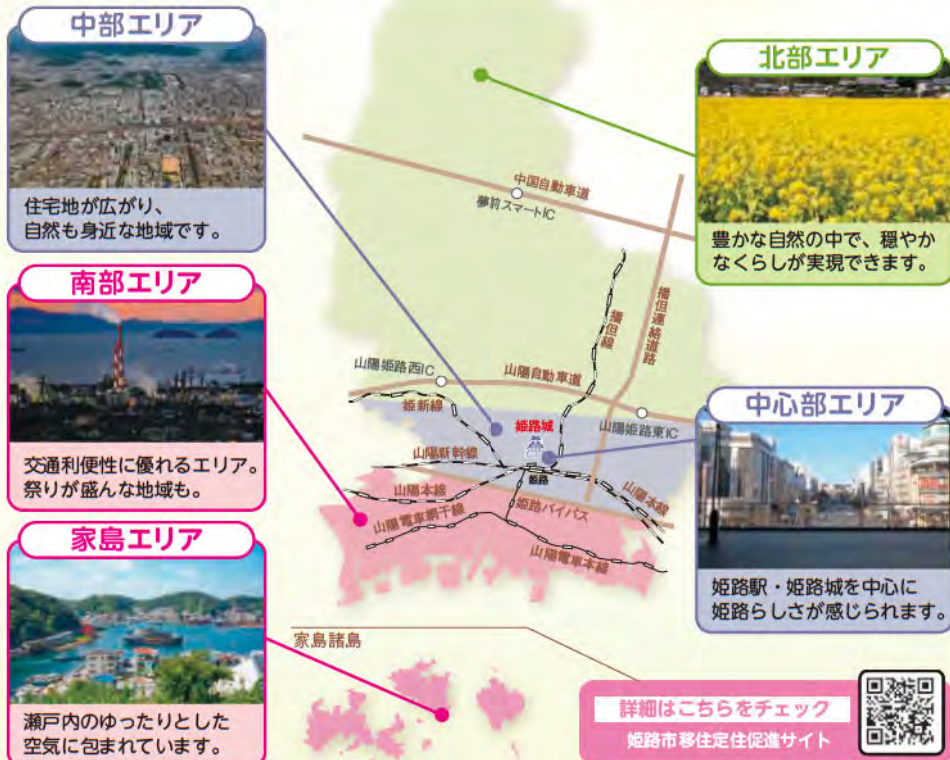 中部エリア
住宅地が広がり、
自然も身近な地域です。
南部エリア
交通利便性に優れるエリア。
祭りが盛んな地域も。
家島エリア
瀬戸内のゆったりとした
空気に包まれています。
北部エリア
豊かな自然の中で、穏やか
なくらしが実現できます。
中心部エリア
姫路駅・姫路城を中心に
姫路らしさが感じられます。
中国自動車道
夢前スマートIC
播但線
播但連絡道路
山陽姫路西IC
山陽自動車道
山陽姫路東IC
姫新線
姫路城
山陽新幹線
姫路
山陽本線
山陽本線
姫路バイパス
山陽電車網干線
山陽電車本線
家島諸島
詳細はこちらをチェック
姫路市移住定住促進サイト